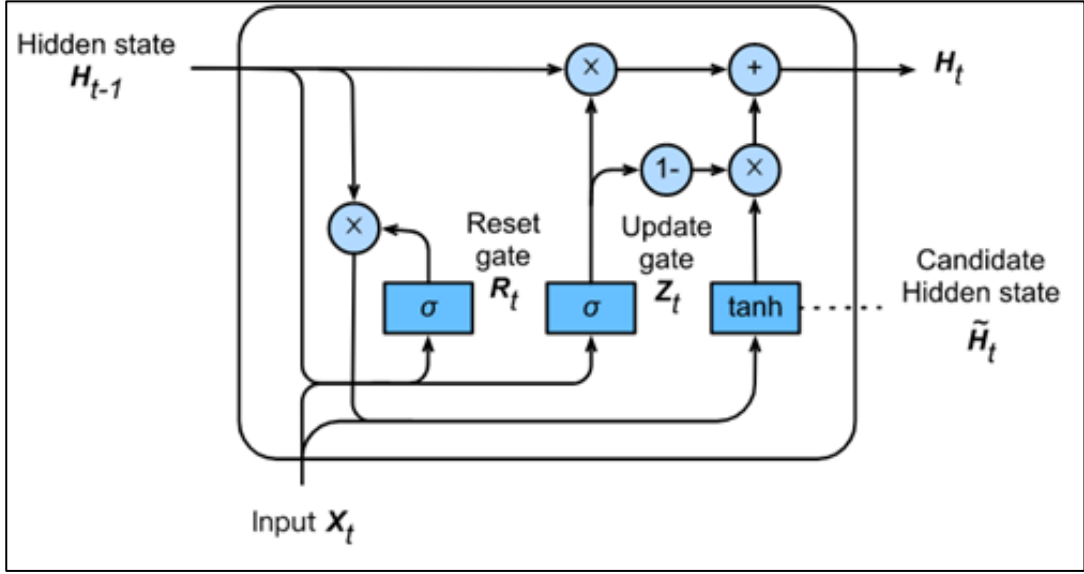 Hidden state
H_{t-1}
×
+
H_t
1-
×
×
Reset
gate
R_t
Update
gate
Z_t
σ
σ
tanh
Candidate
Hidden state
H̃_t
Input X_t